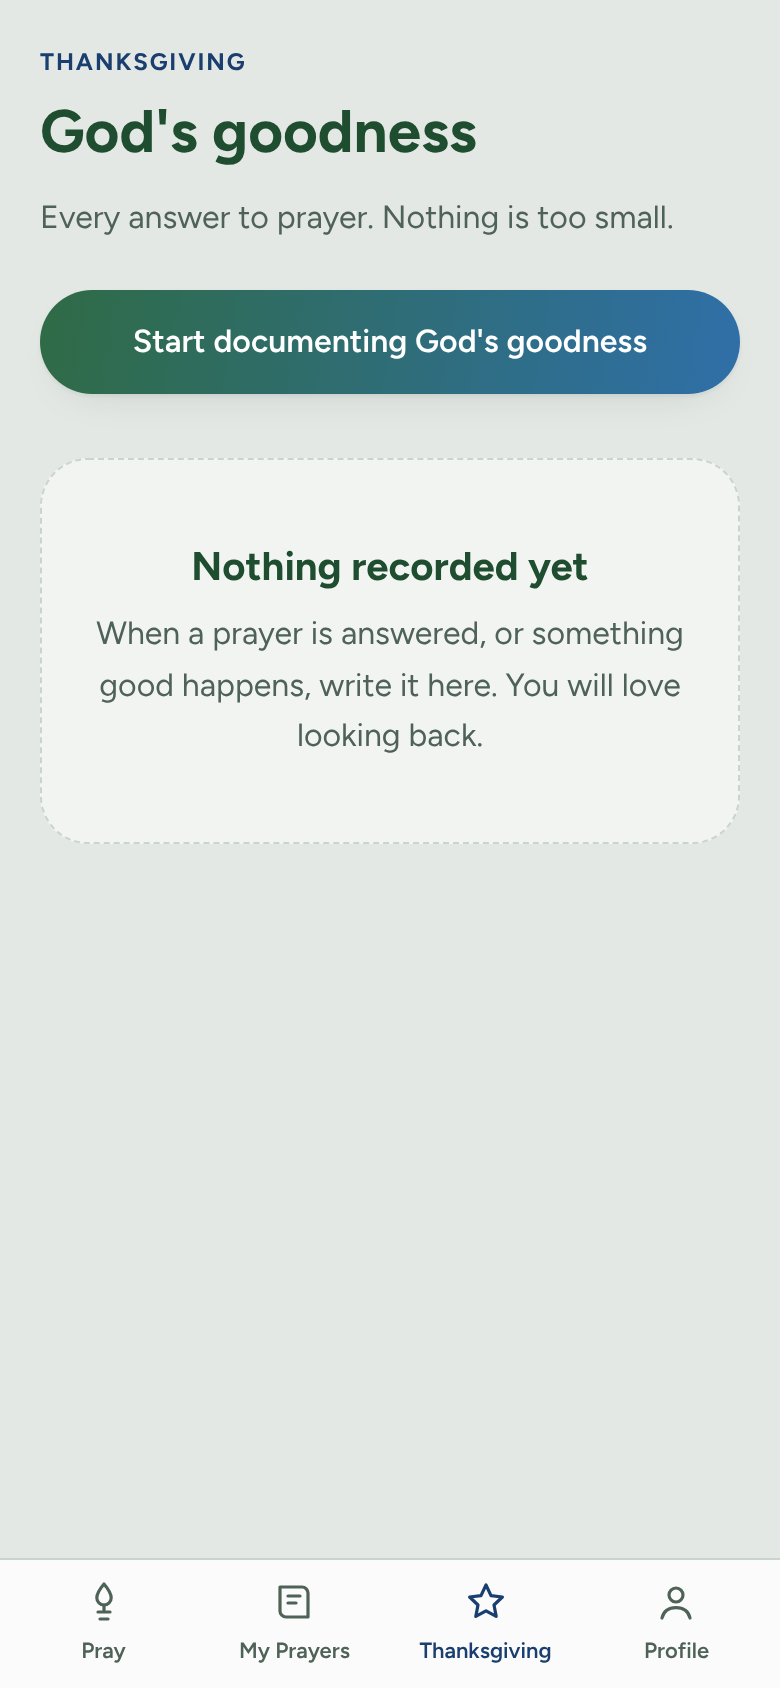 THANKSGIVING
God's goodness
Every answer to prayer. Nothing is too small.
Start documenting God's goodness
Nothing recorded yet
When a prayer is answered, or something
good happens, write it here. You will love
looking back.
Pray
My Prayers
Thanksgiving
Profile